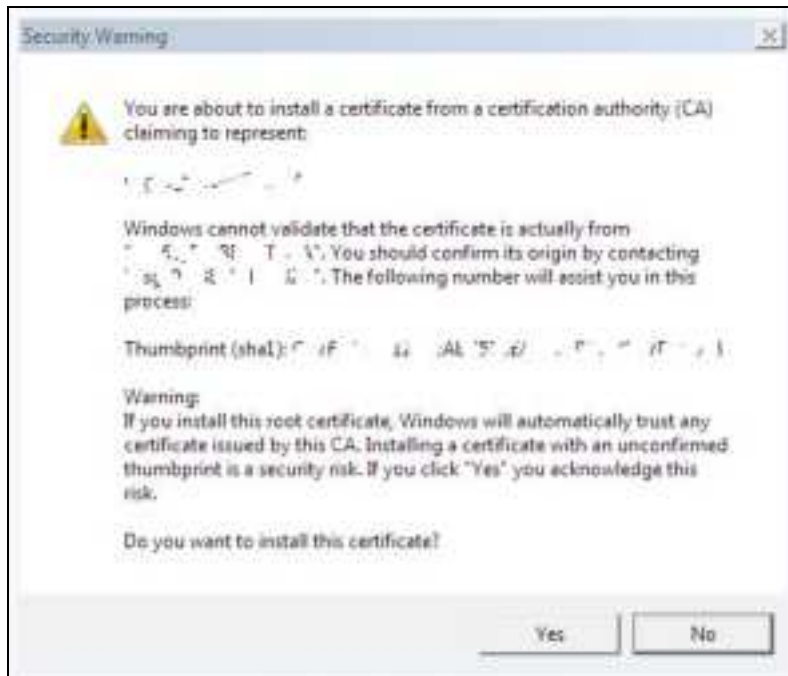 Security Warning
You are about to install a certificate from a certification authority (CA)
claiming to represent:
Windows cannot validate that the certificate is actually from
You should confirm its origin by contacting
The following number will assist you in this
process:
Thumbprint (sha1):
Warning:
If you install this root certificate, Windows will automatically trust any
certificate issued by this CA. Installing a certificate with an unconfirmed
thumbprint is a security risk. If you click "Yes" you acknowledge this
risk.
Do you want to install this certificate?
Yes
No